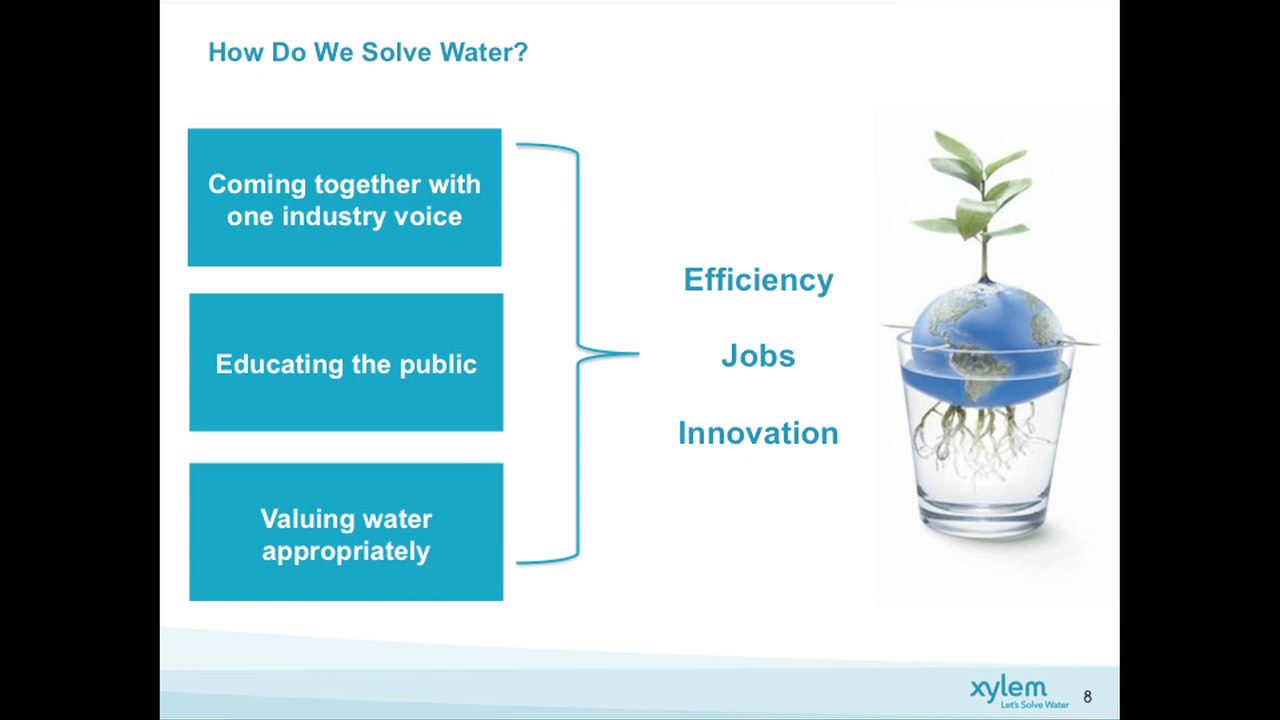 How Do We Solve Water?
Coming together with
one industry voice
Educating the public
Valuing water
appropriately
Efficiency
Jobs
Innovation
xylem
Let's Solve Water
8